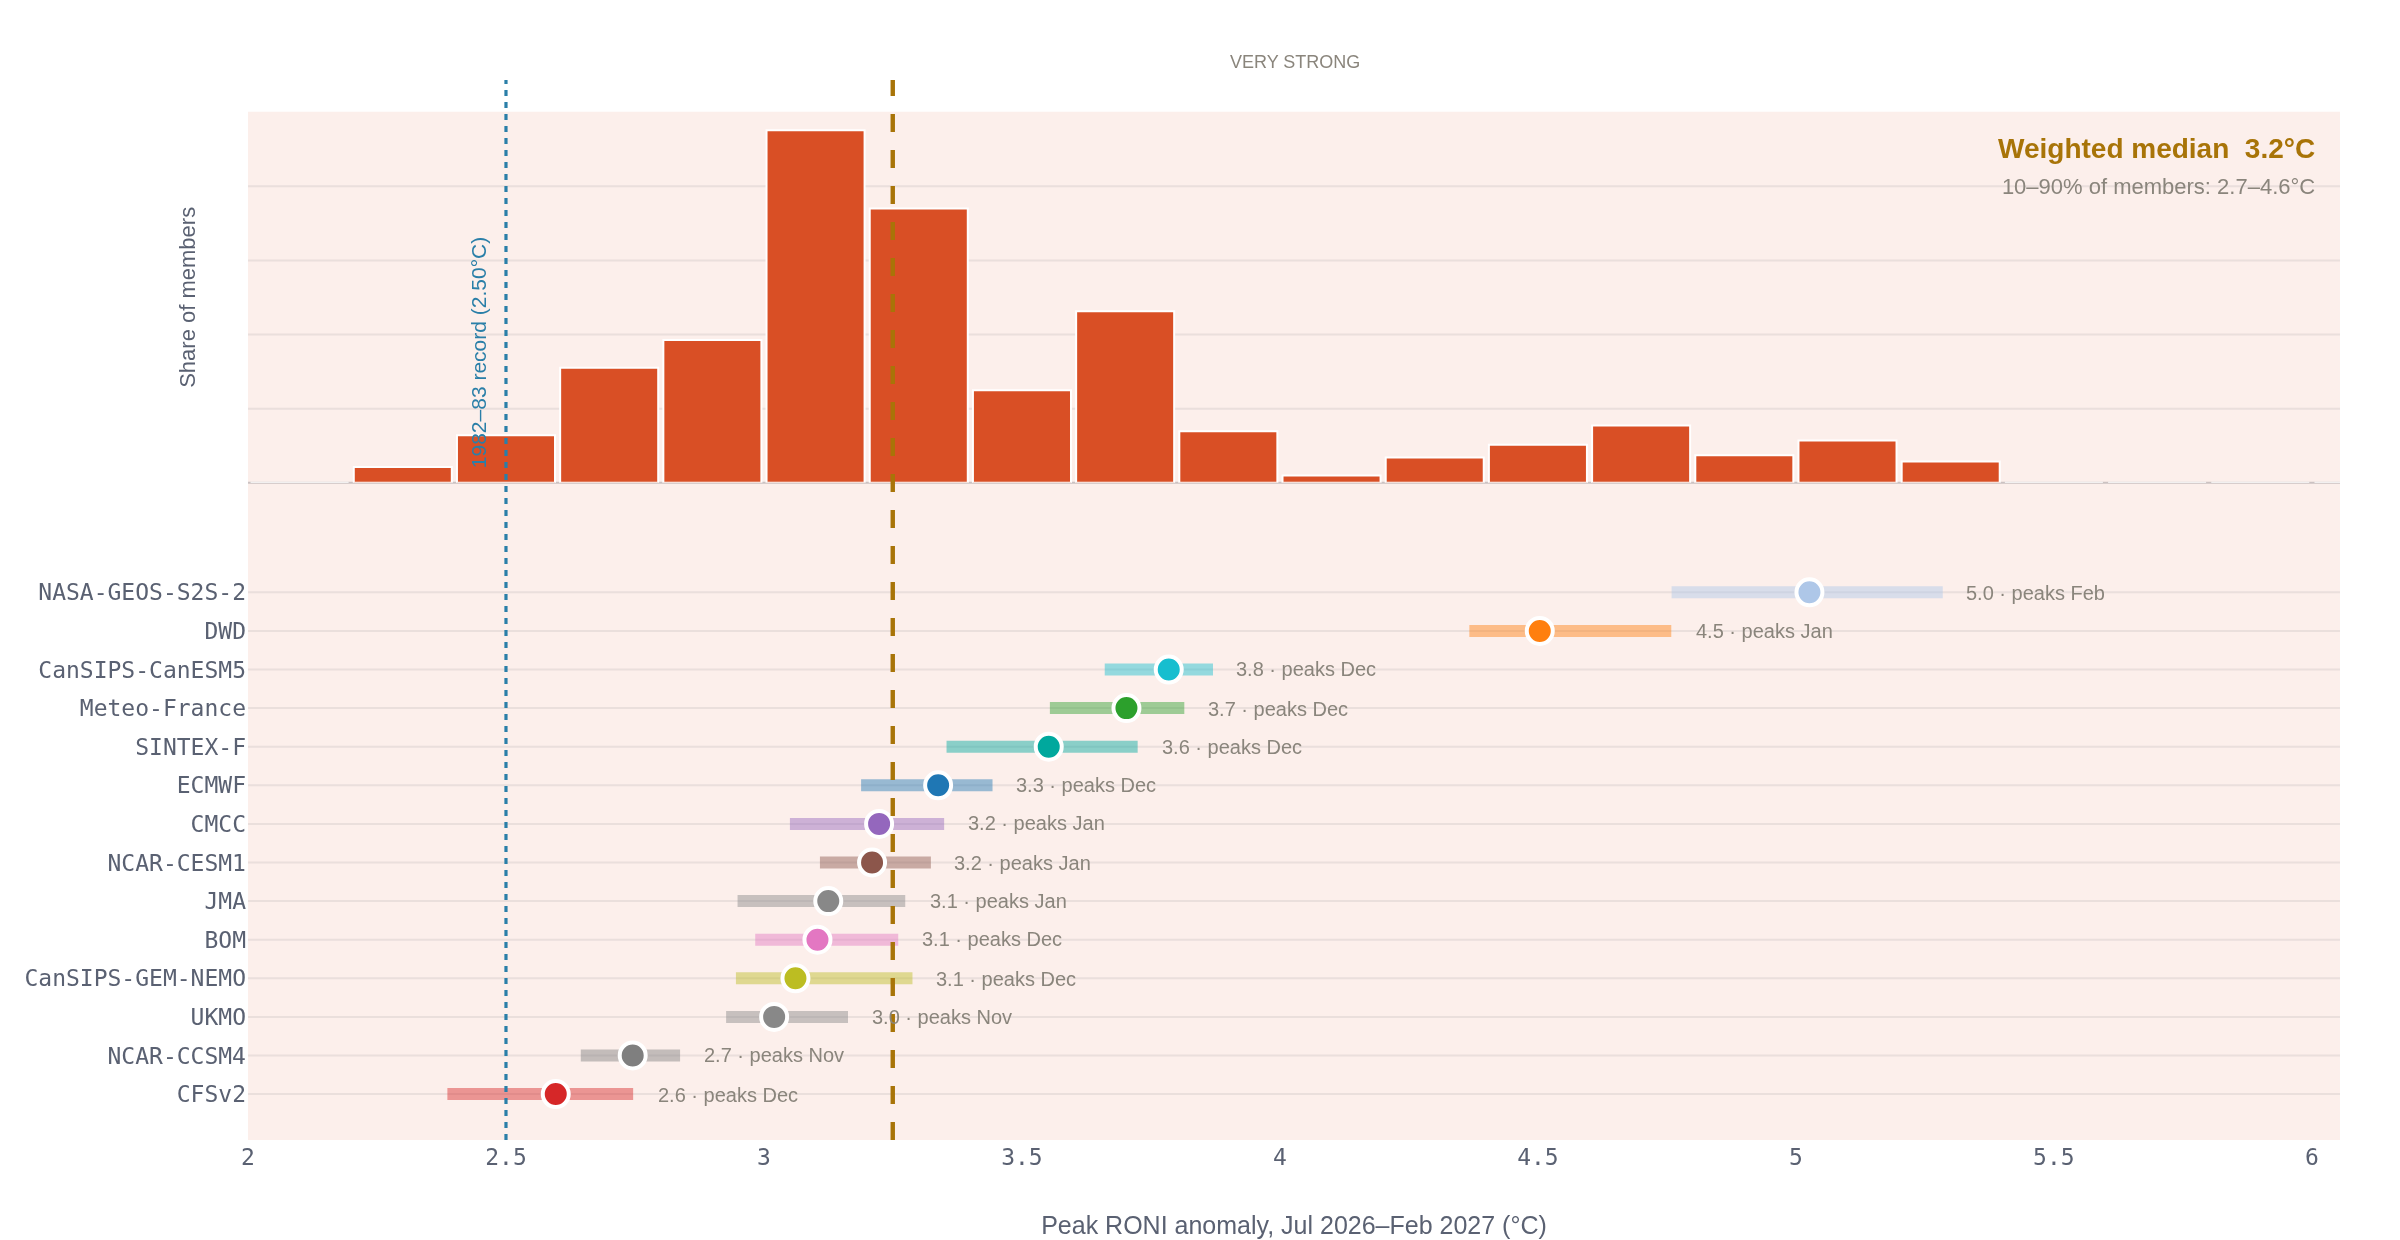 VERY STRONG
Weighted median 3.2°C
10–90% of members: 2.7–4.6°C
Share of members
1982–83 record (2.50°C)
NASA-GEOS-S2S-2
5.0 · peaks Feb
DWD
4.5 · peaks Jan
CanSIPS-CanESM5
3.8 · peaks Dec
Meteo-France
3.7 · peaks Dec
SINTEX-F
3.6 · peaks Dec
ECMWF
3.3 · peaks Dec
CMCC
3.2 · peaks Jan
NCAR-CESM1
3.2 · peaks Jan
JMA
3.1 · peaks Jan
BOM
3.1 · peaks Dec
CanSIPS-GEM-NEMO
3.1 · peaks Dec
UKMO
3.0 · peaks Nov
NCAR-CCSM4
2.7 · peaks Nov
CFSv2
2.6 · peaks Dec
2 2.5 3 3.5 4 4.5 5 5.5 6
Peak RONI anomaly, Jul 2026–Feb 2027 (°C)